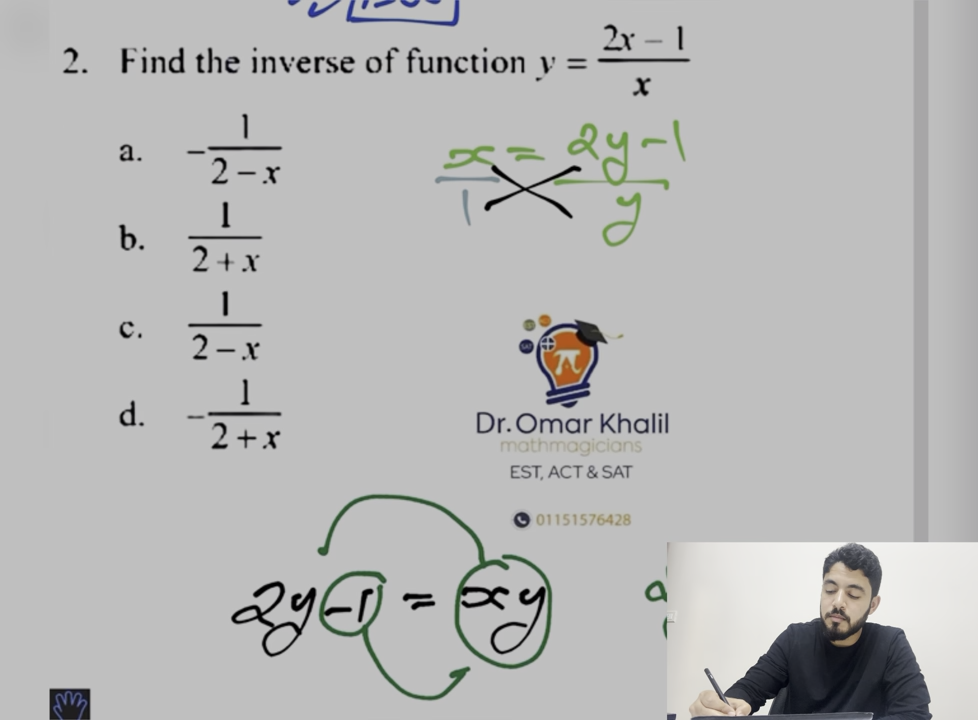 2. Find the inverse of function y = (2x - 1)/x
a. -1/(2 - x)
b. 1/(2 + x)
c. 1/(2 - x)
d. -1/(2 + x)
x/1 = (2y-1)/y
SAT
π
Dr. Omar Khalil
mathmagicians
EST, ACT & SAT
01151576428
2y -1 = xy